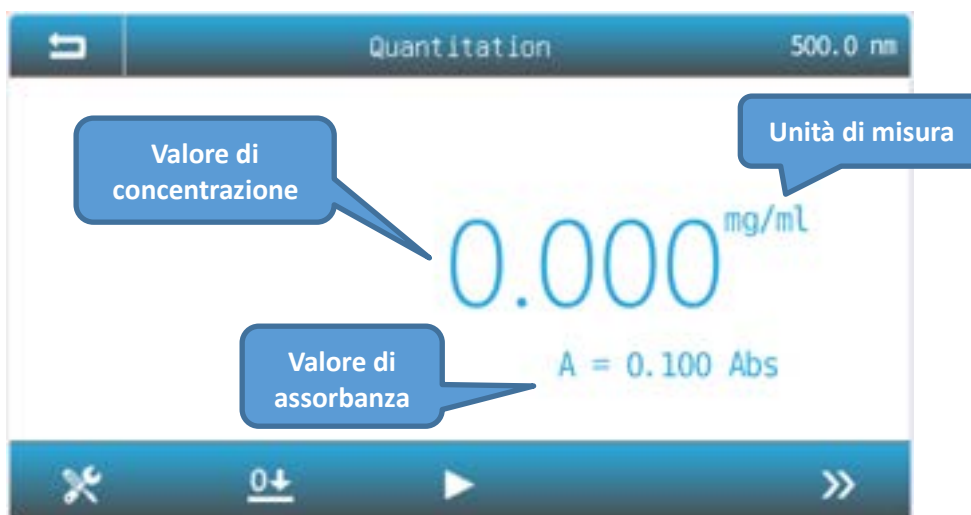 Quantitation 500.0 nm
Unità di misura
Valore di
concentrazione
0.000 mg/ml
Valore di
assorbanza
A = 0.100 Abs
0